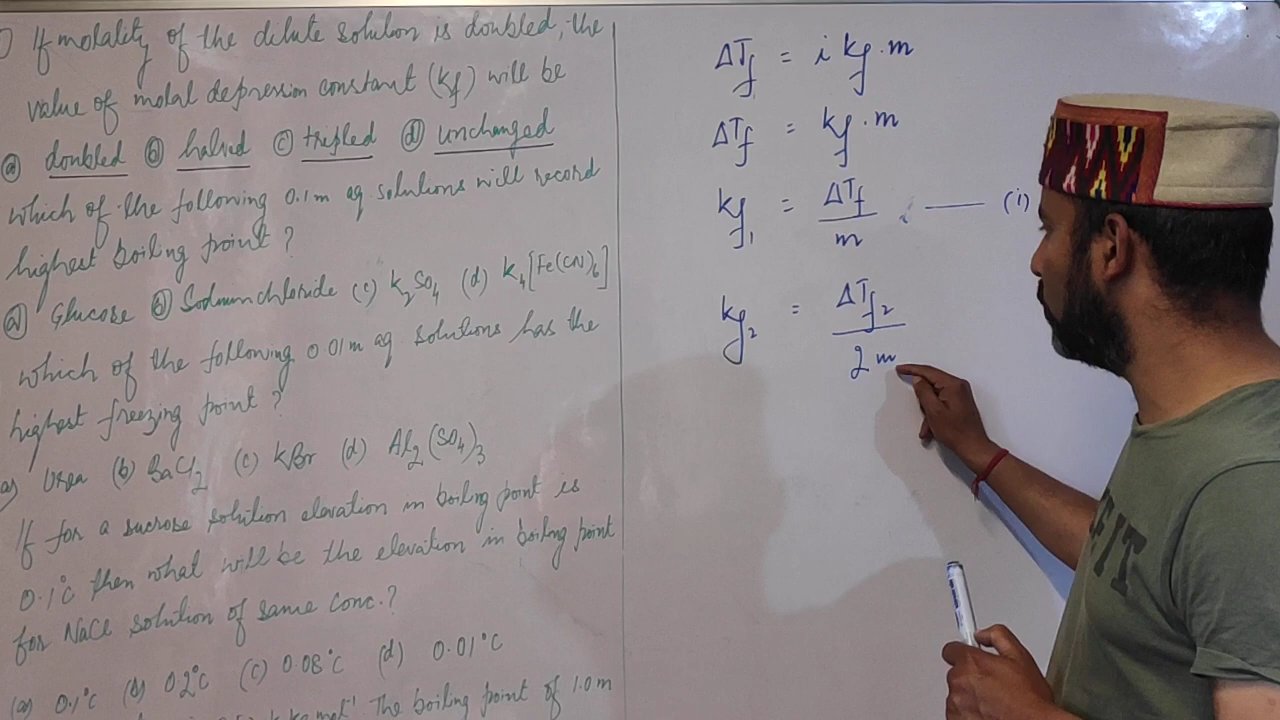 If molality of the dilute solution is doubled, the
value of molal depression constant (Kf) will be
(a) doubled (b) halved (c) tripled (d) unchanged
which of the following 0.1m aq solutions will record
highest boiling point ?
(a) Glucose (b) Sodium chloride (c) K2SO4 (d) K4[Fe(CN)6]
which of the following 0.01m aq solutions has the
highest freezing point ?
a) Urea (b) BaCl2 (c) KBr (d) Al2(SO4)3
If for a sucrose solution elevation in boiling point is
0.1°C then what will be the elevation in boiling point
for NaCl solution of same conc.?
(a) 0.1°C (b) 0.2°C (c) 0.08°C (d) 0.01°C
The boiling point of 1.0m
ΔTf = i kf.m
ΔTf = kf.m
kf1 = ΔTf / m —— (i)
kf2 = ΔTf2 / 2m
FIT